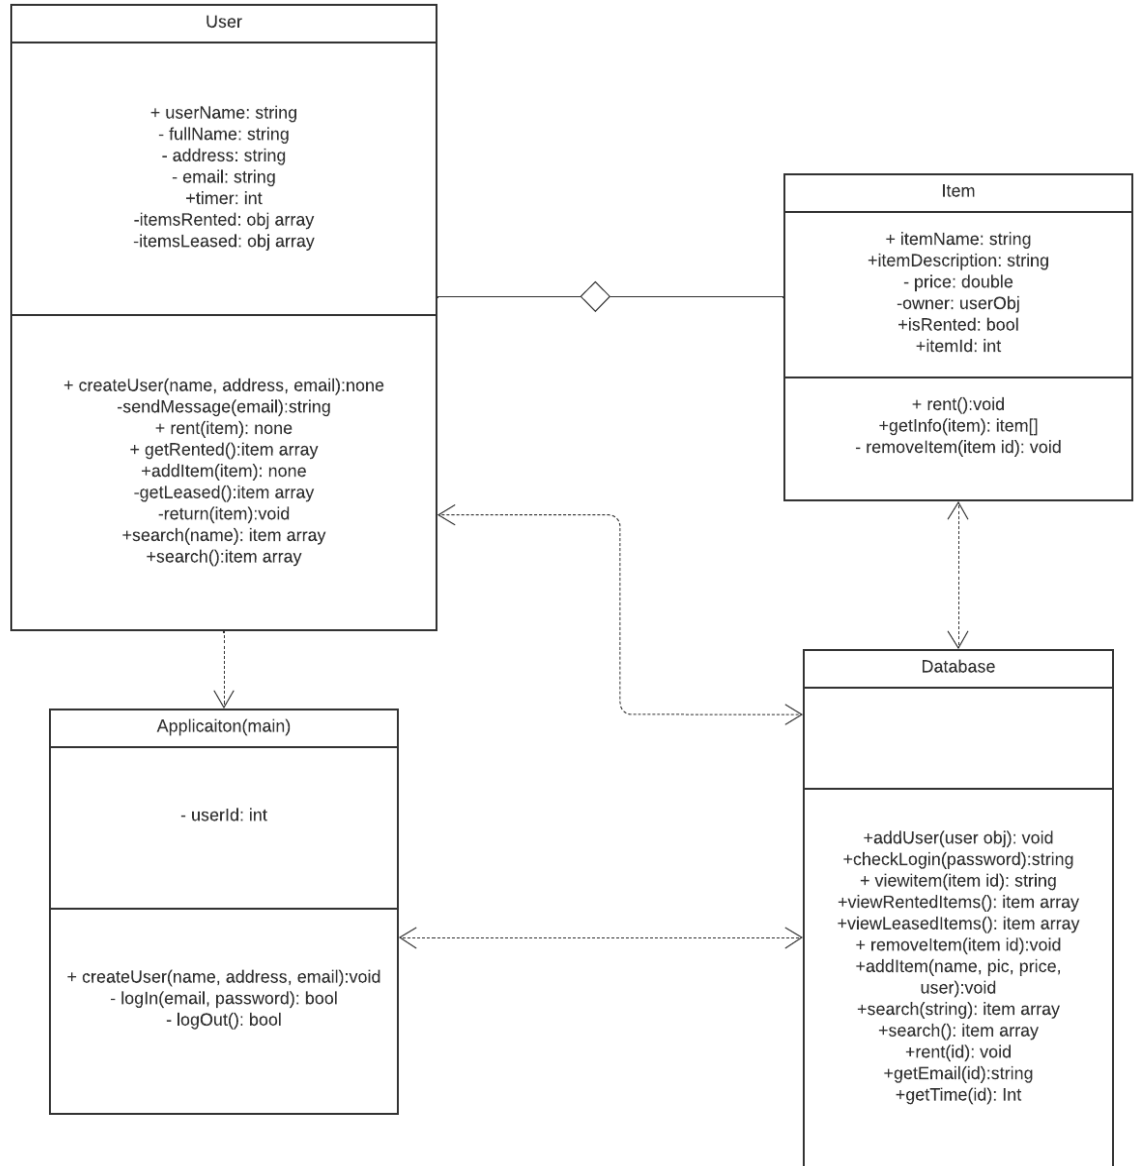 User
+ userName: string
- fullName: string
- address: string
- email: string
+timer: int
-itemsRented: obj array
-itemsLeased: obj array
+ createUser(name, address, email):none
-sendMessage(email):string
+ rent(item): none
+ getRented():item array
+addItem(item): none
-getLeased():item array
-return(item):void
+search(name): item array
+search():item array
Item
+ itemName: string
+itemDescription: string
- price: double
-owner: userObj
+isRented: bool
+itemId: int
+ rent():void
+getInfo(item): item[]
- removeItem(item id): void
Applicaiton(main)
- userId: int
+ createUser(name, address, email):void
- logIn(email, password): bool
- logOut(): bool
Database
+addUser(user obj): void
+checkLogin(password):string
+ viewitem(item id): string
+viewRentedItems(): item array
+viewLeasedItems(): item array
+ removeItem(item id):void
+addItem(name, pic, price,
user):void
+search(string): item array
+search(): item array
+rent(id): void
+getEmail(id):string
+getTime(id): Int